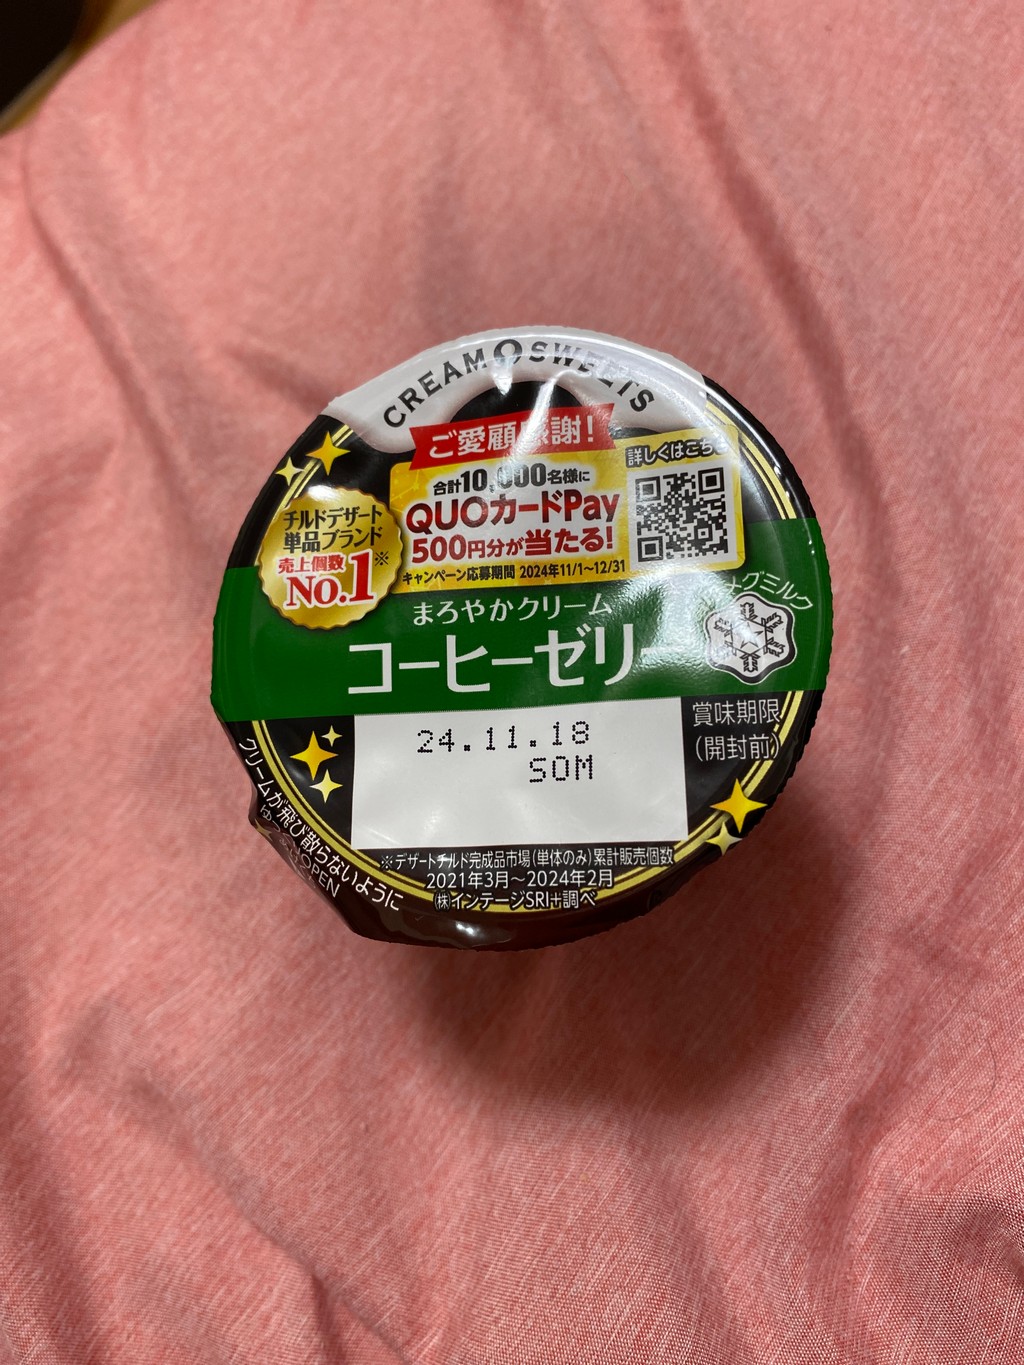 CREAM SWEETS
ご愛顧感謝!
詳しくはこちら
合計10,000名様に
QUOカードPay
500円分が当たる!
キャンペーン応募期間 2024年11/1~12/31
チルドデザート
単品ブランド
売上個数
No.1※
まろやかクリーム
コーヒーゼリー
グミルク
賞味期限
(開封前)
24.11.18
SOM
※デザートチルド完成品市場(単体のみ)累計販売個数
2021年3月~2024年2月
㈱インテージSRI+調べ
クリームが飛び散らないように
OPEN